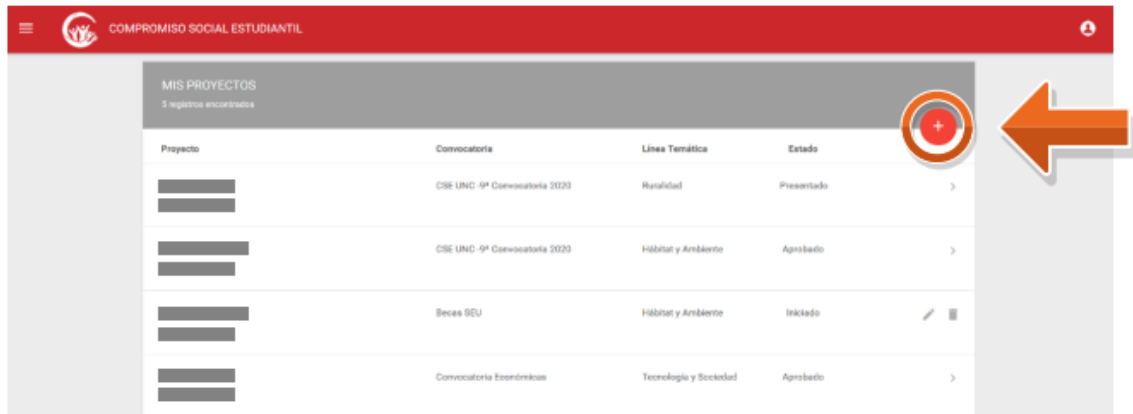 COMPROMISO SOCIAL ESTUDIANTIL
MIS PROYECTOS
5 registros encontrados
Proyecto Convocatoria Línea Temática Estado
CSE UNC -9ª Convocatoria 2020 Ruralidad Presentado
CSE UNC -9ª Convocatoria 2020 Hábitat y Ambiente Aprobado
Becas SEU Hábitat y Ambiente Iniciado
Convocatoria Económicas Tecnología y Sociedad Aprobado